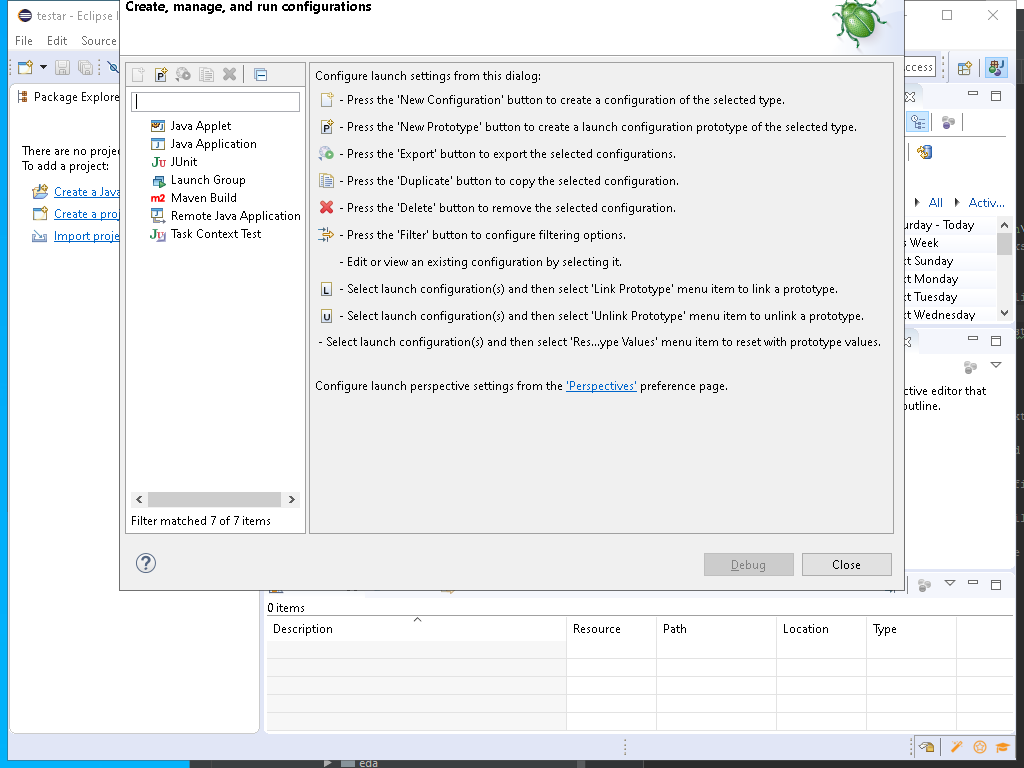 testar - Eclipse
Create, manage, and run configurations
File Edit Source
Package Explore
There are no
To add a project:
Create a Java
Create a
Import
Java Applet
Java Application
JUnit
Launch Group
m2 Maven Build
Remote Java Application
Task Context Test
Filter matched 7 of 7 items
Configure launch settings from this dialog:
- Press the 'New Configuration' button to create a configuration of the selected type.
- Press the 'New Prototype' button to create a launch configuration prototype of the selected type.
- Press the 'Export' button to export the selected configurations.
- Press the 'Duplicate' button to copy the selected configuration.
- Press the 'Delete' button to remove the selected configuration.
- Press the 'Filter' button to configure filtering options.
- Edit or view an existing configuration by selecting it.
L - Select launch configuration(s) and then select 'Link Prototype' menu item to link a prototype.
U - Select launch configuration(s) and then select 'Unlink Prototype' menu item to unlink a prototype.
- Select launch configuration(s) and then select 'Res...ype Values' menu item to reset with prototype values.
Configure launch perspective settings from the 'Perspectives' preference page.
Debug Close
ccess
All Activ...
urday - Today
s Week
xt Sunday
xt Monday
xt Tuesday
xt Wednesday
ctive editor that
outline.
0 items
Description Resource Path Location Type
eda